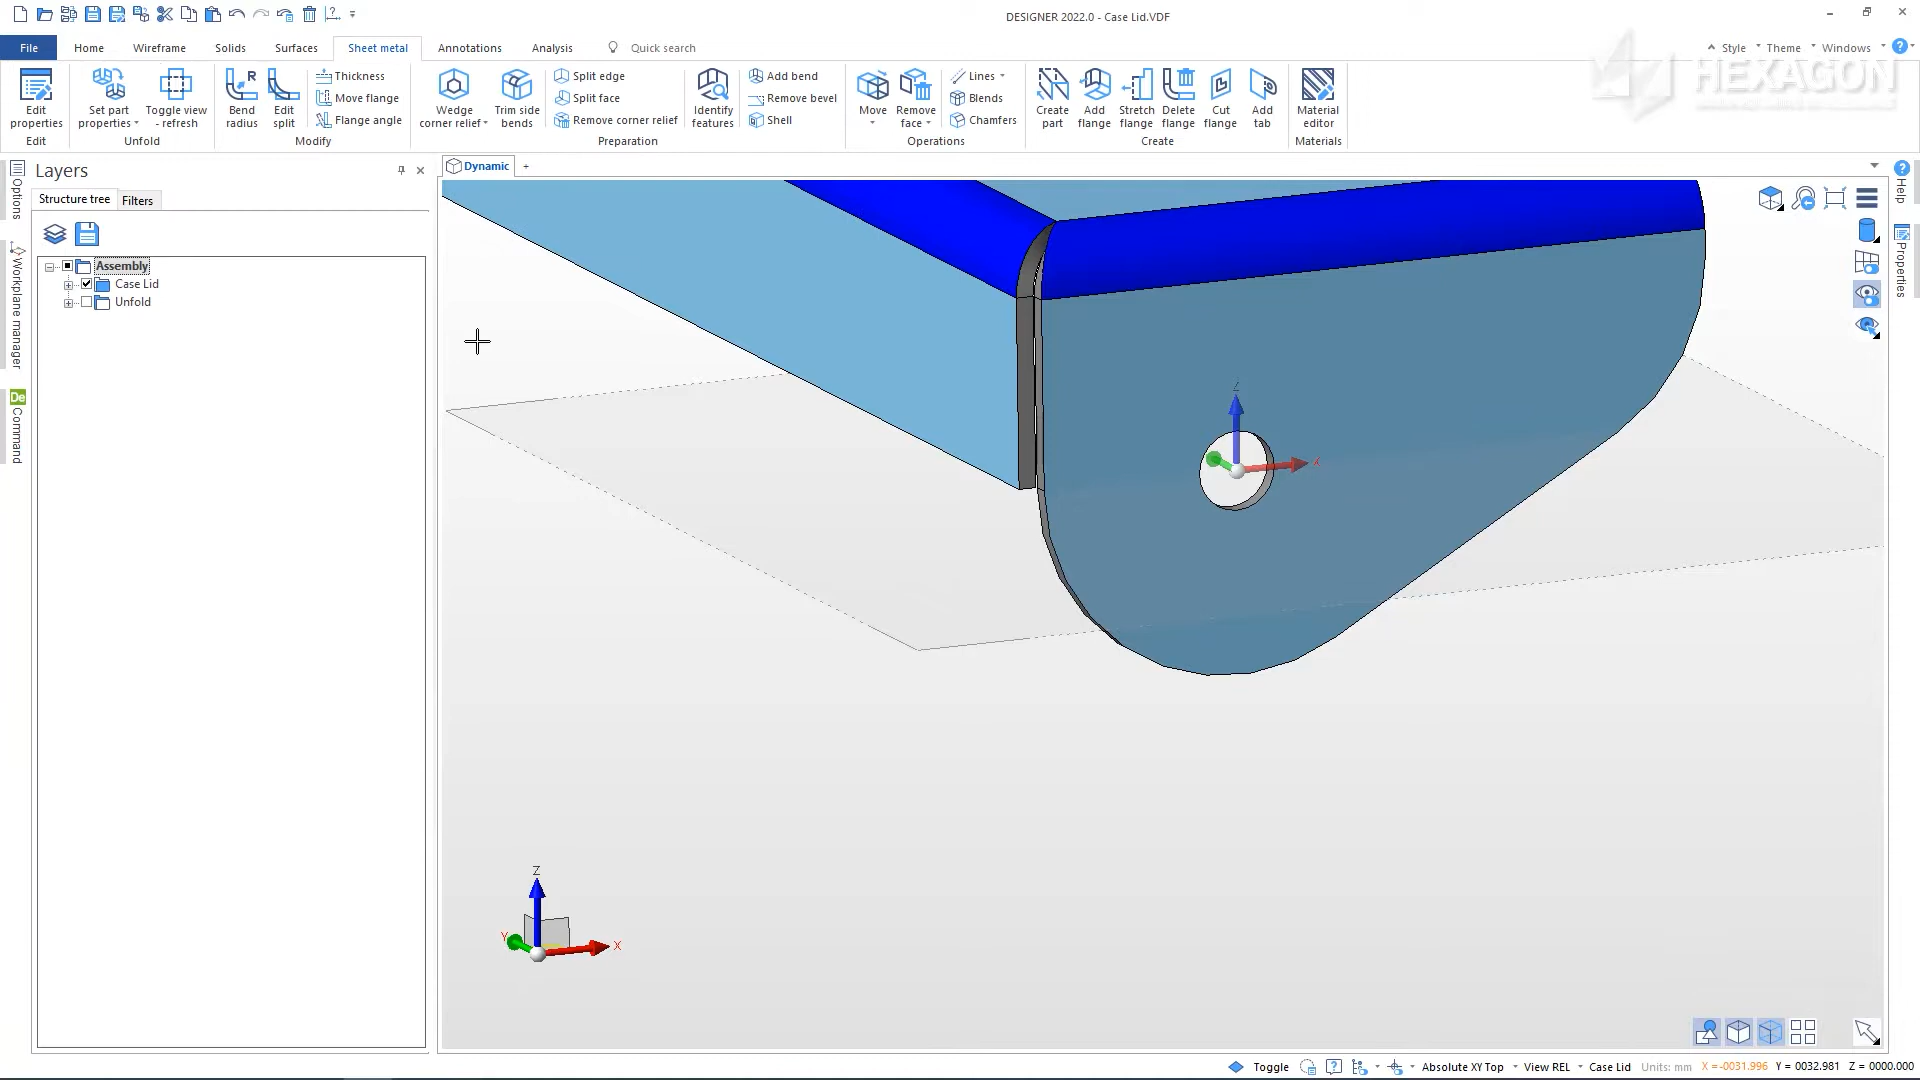 DESIGNER 2022.0 - Case Lid.VDF
File Home Wireframe Solids Surfaces Sheet metal Annotations Analysis Quick search Style Theme Windows
HEXAGON
Edit properties
Edit
Set part properties
Toggle view - refresh
Unfold
Bend radius
Edit split
Thickness
Move flange
Flange angle
Modify
Wedge corner relief
Trim side bends
Split edge
Split face
Remove corner relief
Identify features
Add bend
Remove bevel
Shell
Preparation
Move
Remove face
Lines
Blends
Chamfers
Operations
Create part
Add flange
Stretch flange
Delete flange
Cut flange
Add tab
Create
Material editor
Materials
Options
Workplane manager
De Command
Layers
Structure tree Filters
Assembly
Case Lid
Unfold
Dynamic +
Z
X
Z
Y
X
Help
Properties
Toggle Absolute XY Top View REL Case Lid Units: mm X =-0031.996 Y = 0032.981 Z = 0000.000